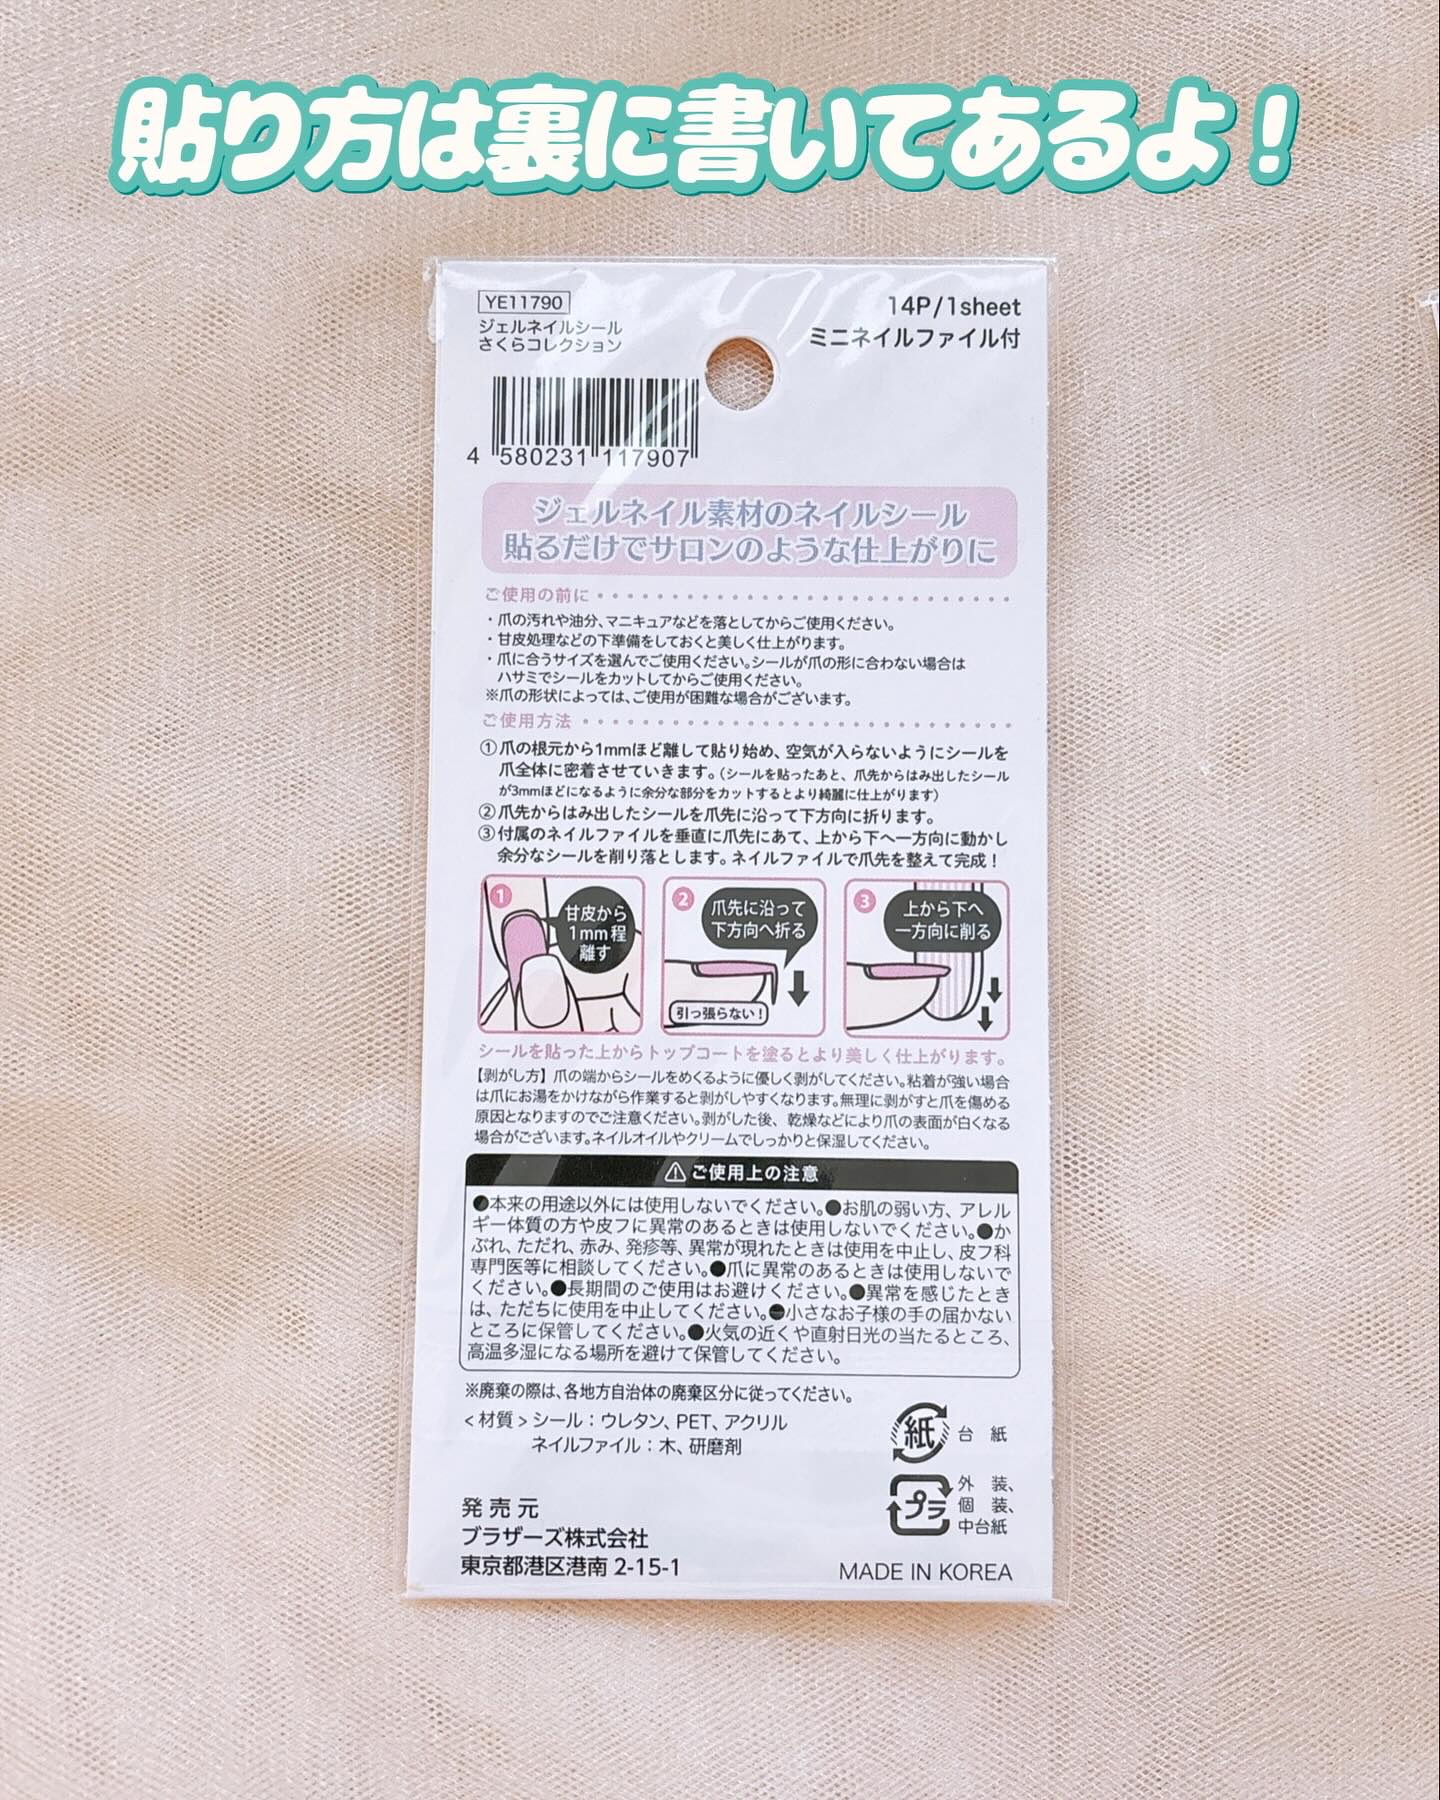 貼り方は裏に書いてあるよ！
YE11790
ジェルネイルシール
さくらコレクション
14P/1sheet
ミニネイルファイル付
4 580231 117907
ジェルネイル素材のネイルシール
貼るだけでサロンのような仕上がりに
ご使用の前に
・爪の汚れや油分、マニキュアなどを落としてからご使用ください。
・甘皮処理などの下準備をしておくと美しく仕上がります。
・爪に合うサイズを選んでご使用ください。シールが爪の形に合わない場合は
ハサミでシールをカットしてからご使用ください。
※爪の形状によっては、ご使用が困難な場合がございます。
ご使用方法
①爪の根元から1mmほど離して貼り始め、空気が入らないようにシールを
爪全体に密着させていきます。（シールを貼ったあと、爪先からはみ出したシール
が3mmほどになるように余分な部分をカットするとより綺麗に仕上がります）
②爪先からはみ出したシールを爪先に沿って下方向に折ります。
③付属のネイルファイルを垂直に爪先にあて、上から下へ一方向に動かし
余分なシールを削り落とします。ネイルファイルで爪先を整えて完成！
1
甘皮から
1mm程
離す
2
爪先に沿って
下方向へ折る
引っ張らない！
3
上から下へ
一方向に削る
シールを貼った上からトップコートを塗るとより美しく仕上がります。
【剥がし方】爪の端からシールをめくるように優しく剥がしてください。粘着が強い場合
は爪にお湯をかけながら作業すると剥がしやすくなります。無理に剥がすと爪を傷める
原因となりますのでご注意ください。剥がした後、乾燥などにより爪の表面が白くなる
場合がございます。ネイルオイルやクリームでしっかりと保湿してください。
⚠ご使用上の注意
●本来の用途以外には使用しないでください。●お肌の弱い方、アレル
ギー体質の方や皮フに異常のあるときは使用しないでください。●か
ぶれ、ただれ、赤み、発疹等、異常が現れたときは使用を中止し、皮フ科
専門医等に相談してください。●爪に異常のあるときは使用しないで
ください。●長期間のご使用はお避けください。●異常を感じたとき
は、ただちに使用を中止してください。●小さなお子様の手の届かない
ところに保管してください。●火気の近くや直射日光の当たるところ、
高温多湿になる場所を避けて保管してください。
※廃棄の際は、各地方自治体の廃棄区分に従ってください。
＜材質＞シール：ウレタン、PET、アクリル
ネイルファイル：木、研磨剤
紙 台 紙
プラ 外 装、
個 装、
中台紙
発売元
ブラザーズ株式会社
東京都港区港南 2-15-1
MADE IN KOREA